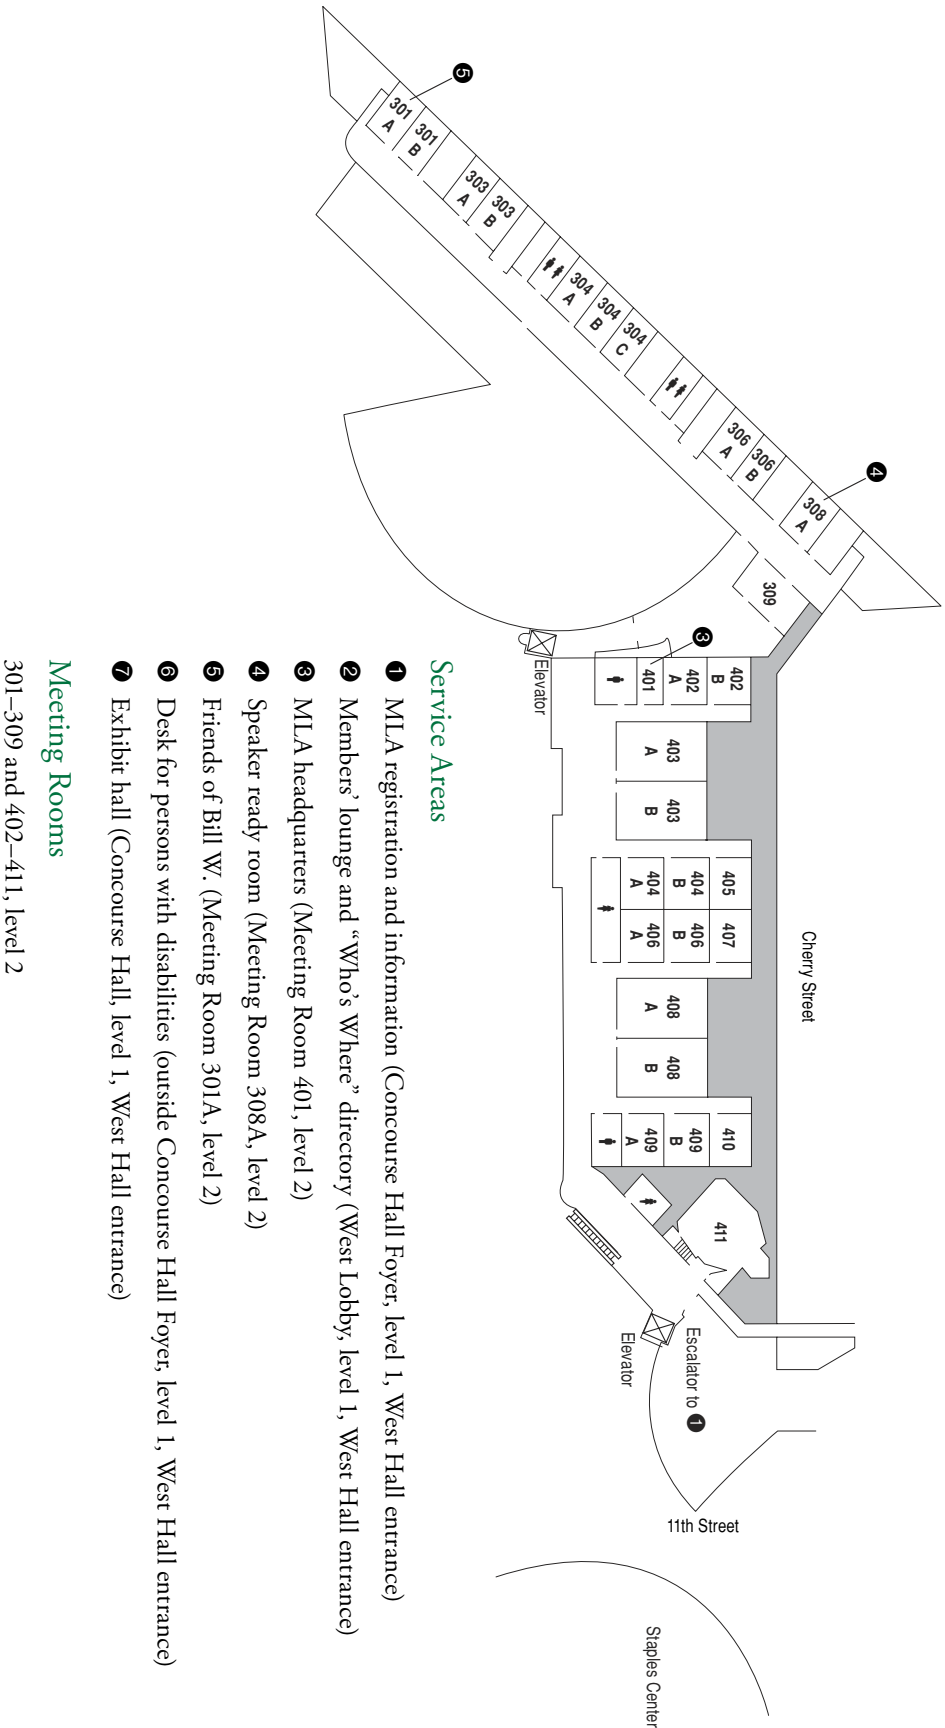 Cherry Street
Staples Center
11th Street
Escalator to ❶
Elevator
Elevator
❺
❹
❸
301 A
301 B
303 A
303 B
304 A
304 B
304 C
306 A
306 B
308 A
309
401
402 A
402 B
403 A
403 B
404 A
404 B
405
406 A
406 B
407
408 A
408 B
409 A
409 B
410
411
Service Areas
❶ MLA registration and information (Concourse Hall Foyer, level 1, West Hall entrance)
❷ Members’ lounge and “Who’s Where” directory (West Lobby, level 1, West Hall entrance)
❸ MLA headquarters (Meeting Room 401, level 2)
❹ Speaker ready room (Meeting Room 308A, level 2)
❺ Friends of Bill W. (Meeting Room 301A, level 2)
❻ Desk for persons with disabilities (outside Concourse Hall Foyer, level 1, West Hall entrance)
❼ Exhibit hall (Concourse Hall, level 1, West Hall entrance)
Meeting Rooms
301–309 and 402–411, level 2